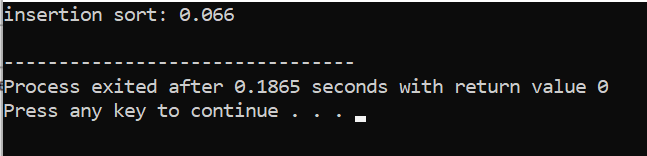 insertion sort: 0.066
--------------------------------
Process exited after 0.1865 seconds with return value 0
Press any key to continue . . .